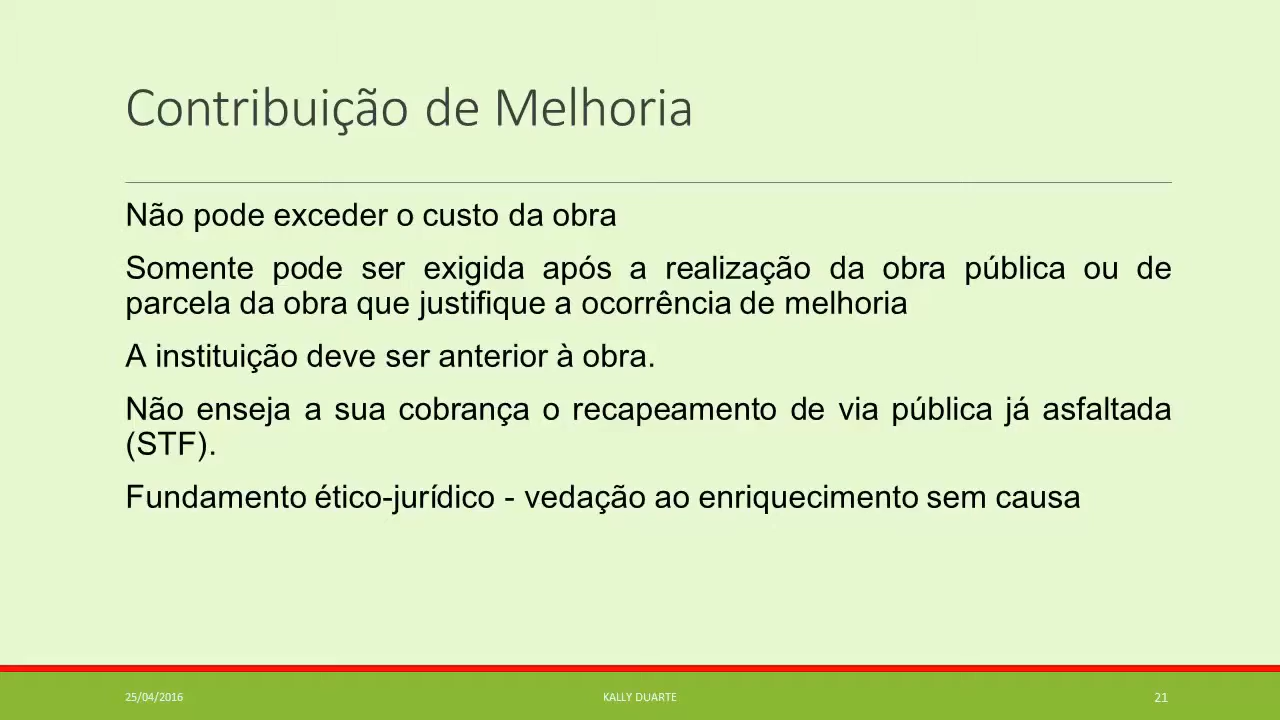 Contribuição de Melhoria
Não pode exceder o custo da obra
Somente pode ser exigida após a realização da obra pública ou de
parcela da obra que justifique a ocorrência de melhoria
A instituição deve ser anterior à obra.
Não enseja a sua cobrança o recapeamento de via pública já asfaltada
(STF).
Fundamento ético-jurídico - vedação ao enriquecimento sem causa
25/04/2016
KALLY DUARTE
21